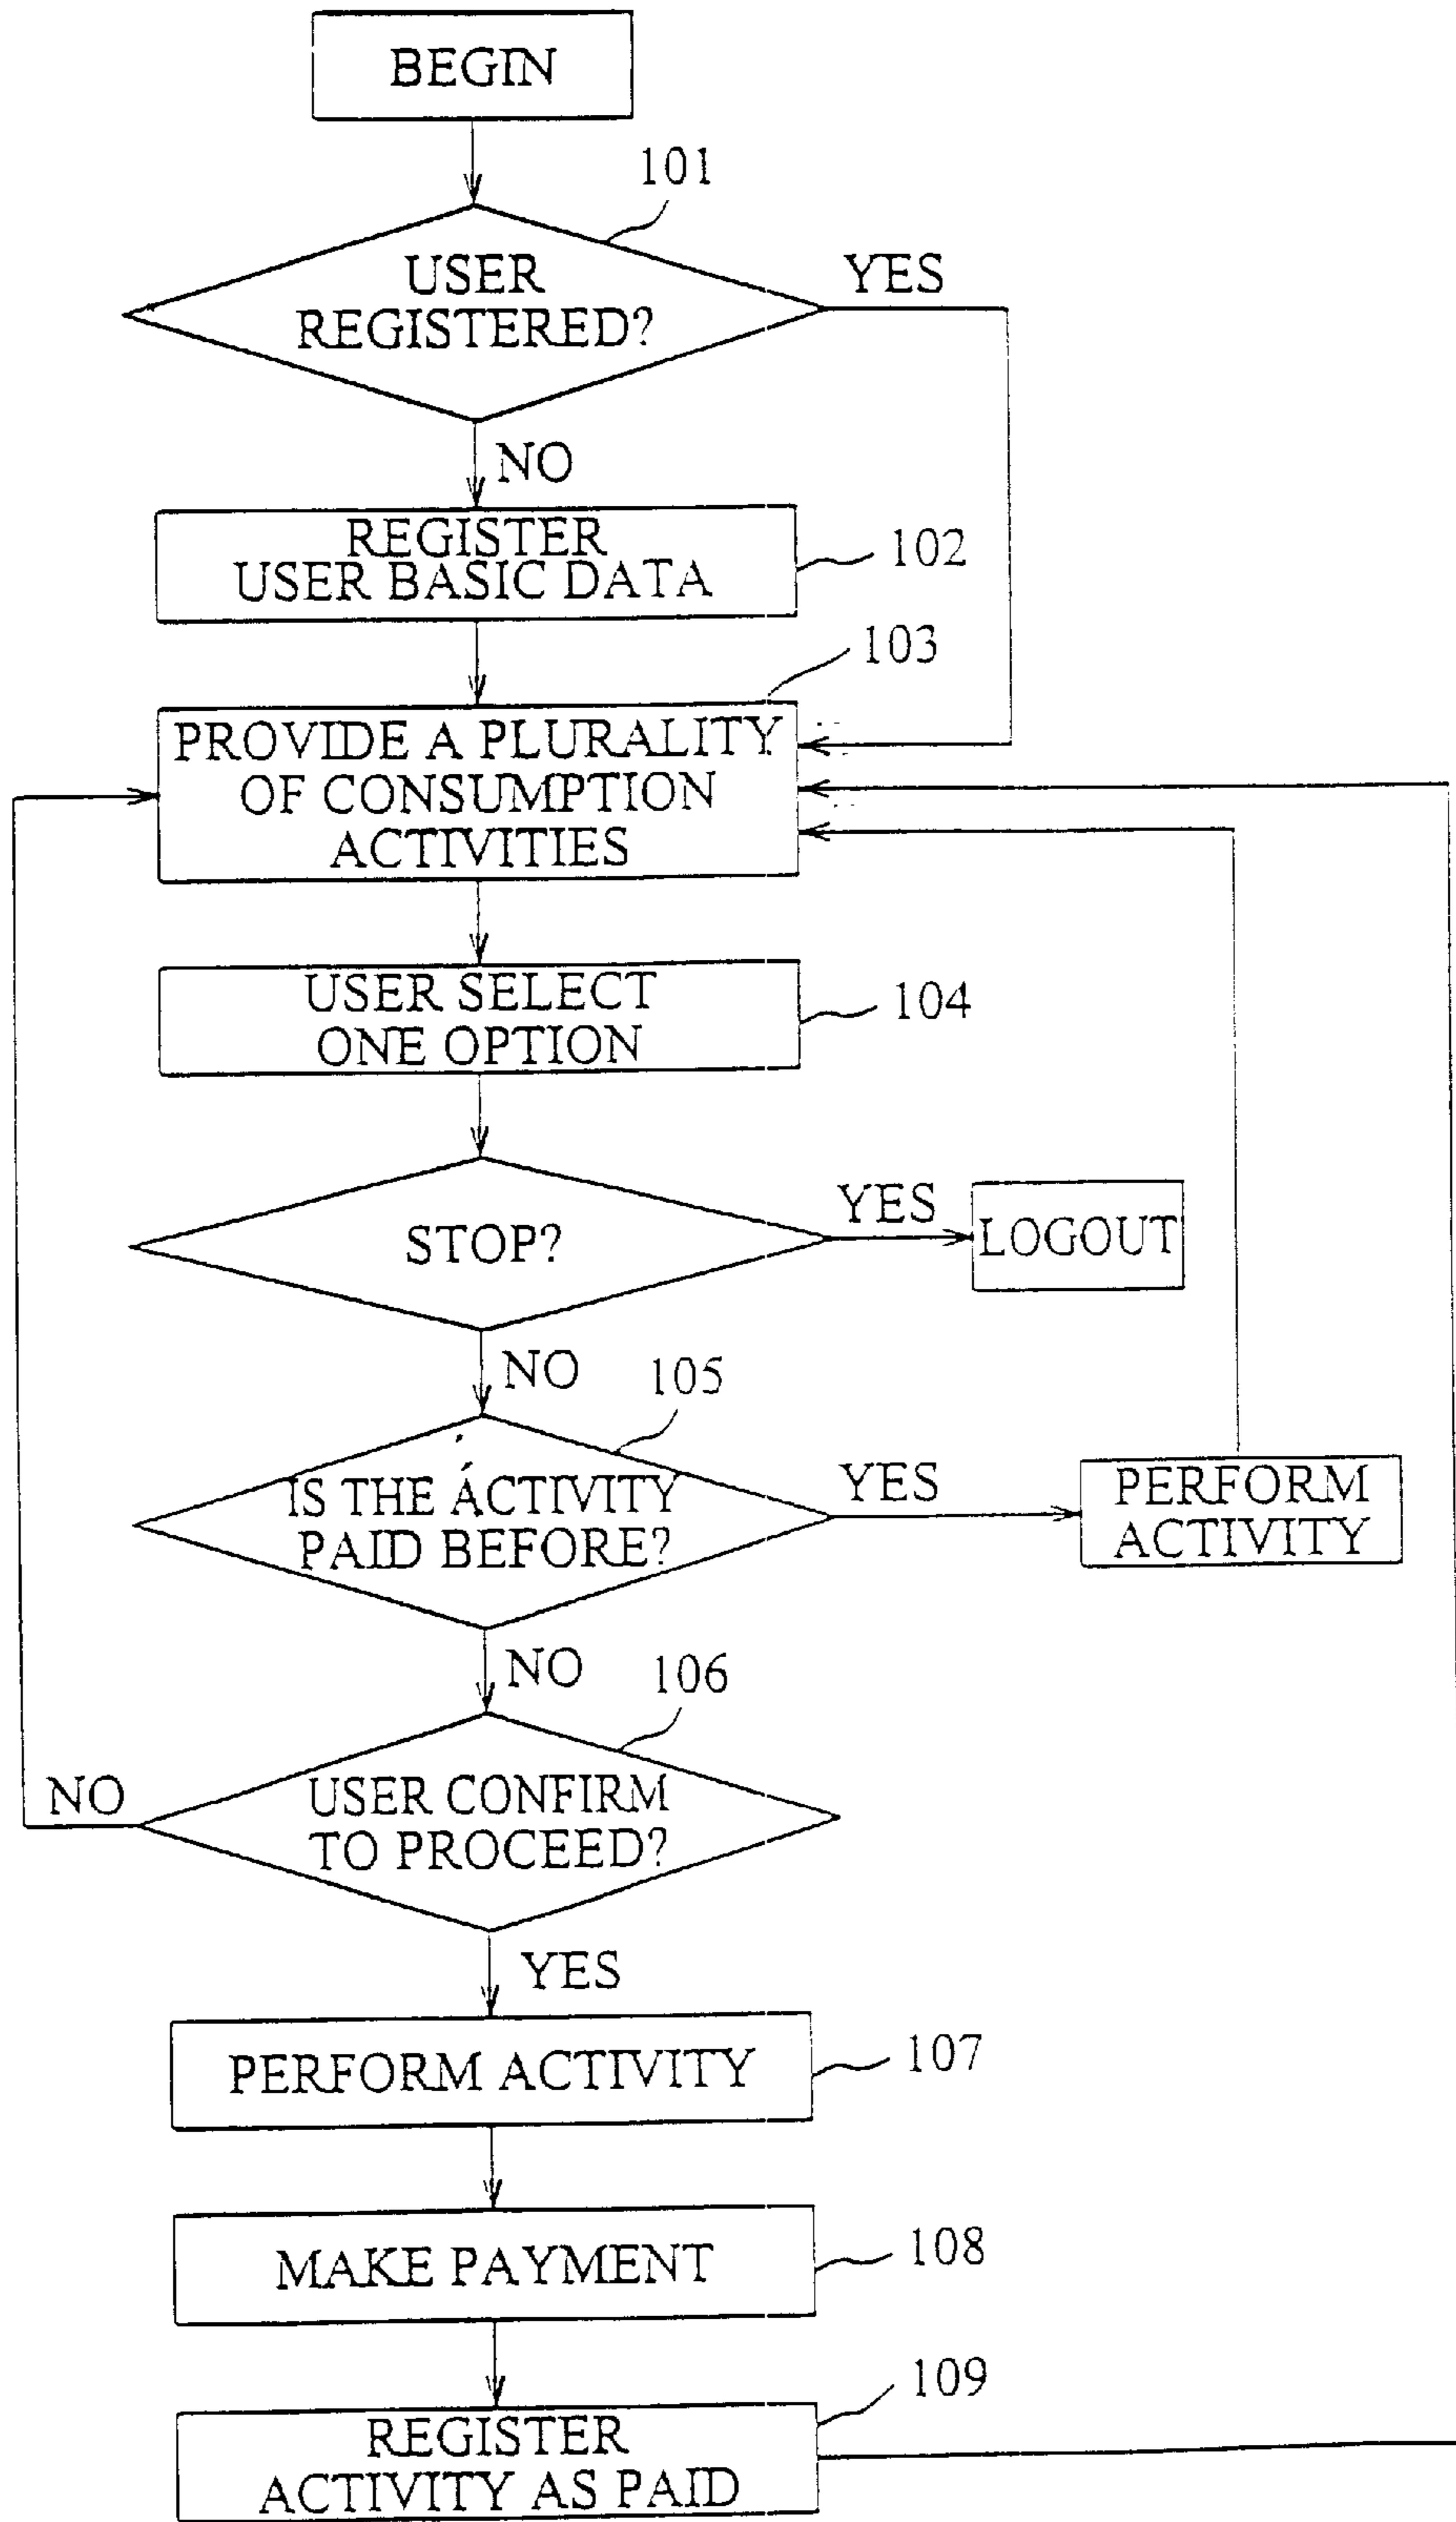 BEGIN
101
USER
REGISTERED?
YES
NO
REGISTER
USER BASIC DATA
102
103
PROVIDE A PLURALITY
OF CONSUMPTION
ACTIVITIES
USER SELECT
ONE OPTION
104
STOP?
YES
LOGOUT
NO
105
IS THE ACTIVITY
PAID BEFORE?
YES
PERFORM
ACTIVITY
NO
106
USER CONFIRM
TO PROCEED?
NO
YES
PERFORM ACTIVITY
107
MAKE PAYMENT
108
109
REGISTER
ACTIVITY AS PAID